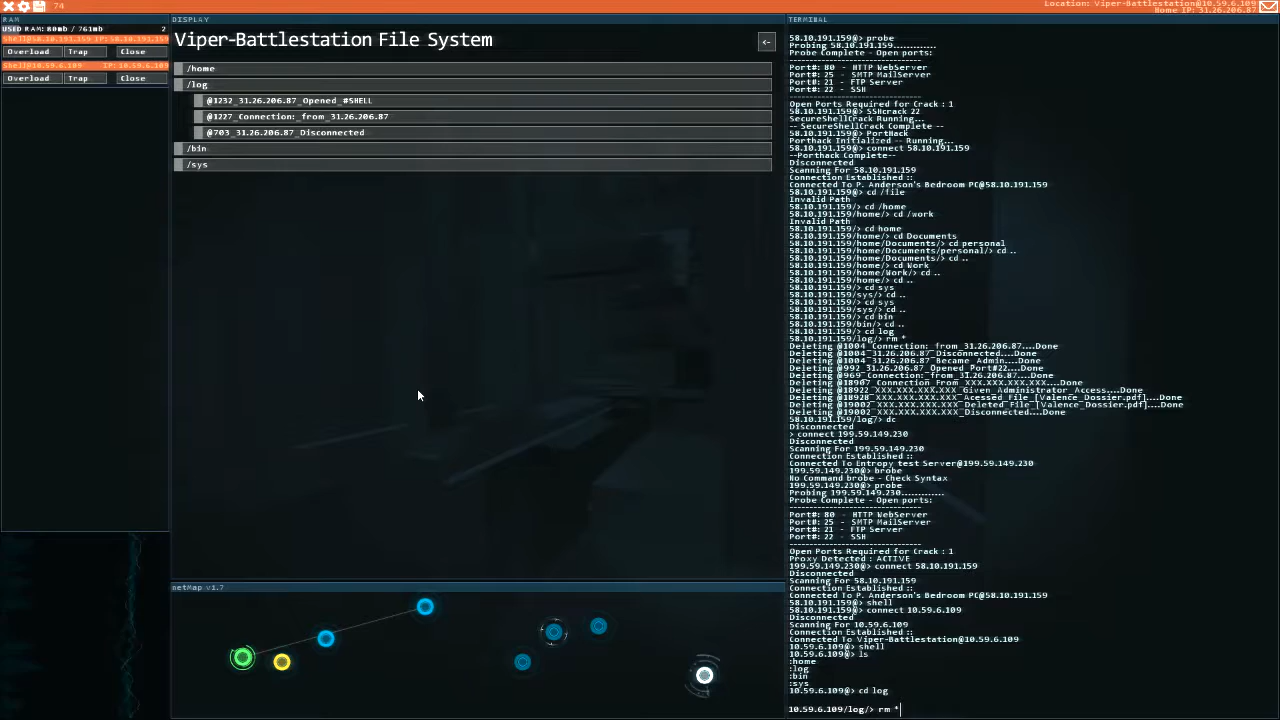 74
Location: Viper-Battlestation@10.59.6.109
Home IP: 31.26.206.87
RAM
USED RAM: 80mb / 761mb 2
Shell@58.10.191.159 IP: 58.10.191.159
Overload Trap Close
Shell@10.59.6.109 IP: 10.59.6.109
Overload Trap Close
DISPLAY
Viper-Battlestation File System
<-
/home
/log
@1232_31.26.206.87_Opened_#SHELL
@1227_Connection:_from_31.26.206.87
@703_31.26.206.87_Disconnected
/bin
/sys
netMap v1.7
TERMINAL
58.10.191.159@> probe
Probing 58.10.191.159.............
Probe Complete - Open ports:
---------------------------------
Port#: 80 - HTTP WebServer
Port#: 25 - SMTP MailServer
Port#: 21 - FTP Server
Port#: 22 - SSH
---------------------------------
Open Ports Required for Crack : 1
58.10.191.159@> SSHcrack 22
SecureShellCrack Running...
-- SecureShellCrack Complete --
58.10.191.159@> PortHack
Porthack Initialized -- Running...
58.10.191.159@> connect 58.10.191.159
--Porthack Complete--
Disconnected
Scanning For 58.10.191.159
Connection Established ::
Connected To P. Anderson's Bedroom PC@58.10.191.159
58.10.191.159@> cd /file
Invalid Path
58.10.191.159/> cd /home
58.10.191.159/home/> cd /work
Invalid Path
58.10.191.159/> cd home
58.10.191.159/home/> cd Documents
58.10.191.159/home/Documents/> cd personal
58.10.191.159/home/Documents/personal/> cd ..
58.10.191.159/home/Documents/> cd ..
58.10.191.159/home/> cd Work
58.10.191.159/home/Work/> cd ..
58.10.191.159/home/> cd ..
58.10.191.159/> cd sys
58.10.191.159/sys/> cd ..
58.10.191.159/> cd sys
58.10.191.159/sys/> cd ..
58.10.191.159/> cd bin
58.10.191.159/bin/> cd ..
58.10.191.159/> cd log
58.10.191.159/log/> rm *
Deleting @1004_Connection:_from_31.26.206.87....Done
Deleting @1004_31.26.206.87_Disconnected....Done
Deleting @1004_31.26.206.87_Became_Admin....Done
Deleting @992_31.26.206.87_Opened_Port#22....Done
Deleting @969_Connection:_from_31.26.206.87....Done
Deleting @18907_Connection_From_XXX.XXX.XXX.XXX....Done
Deleting @18922_XXX.XXX.XXX.XXX_Given_Administrator_Access....Done
Deleting @18928_XXX.XXX.XXX.XXX_Acessed_File_[Valence_Dossier.pdf]....Done
Deleting @19002_XXX.XXX.XXX.XXX_Deleted_File_[Valence_Dossier.pdf]....Done
Deleting @19002_XXX.XXX.XXX.XXX_Disconnected....Done
58.10.191.159/log/> dc
Disconnected
> connect 199.59.149.230
Disconnected
Scanning For 199.59.149.230
Connection Established ::
Connected To Entropy test Server@199.59.149.230
199.59.149.230@> brobe
No Command brobe - Check Syntax
199.59.149.230@> probe
Probing 199.59.149.230.............
Probe Complete - Open ports:
---------------------------------
Port#: 80 - HTTP WebServer
Port#: 25 - SMTP MailServer
Port#: 21 - FTP Server
Port#: 22 - SSH
---------------------------------
Open Ports Required for Crack : 1
Proxy Detected : ACTIVE
199.59.149.230@> connect 58.10.191.159
Disconnected
Scanning For 58.10.191.159
Connection Established ::
Connected To P. Anderson's Bedroom PC@58.10.191.159
58.10.191.159@> shell
58.10.191.159@> connect 10.59.6.109
Disconnected
Scanning For 10.59.6.109
Connection Established ::
Connected To Viper-Battlestation@10.59.6.109
10.59.6.109@> shell
10.59.6.109@> ls
:home
:log
:bin
:sys
10.59.6.109@> cd log
10.59.6.109/log/> rm *